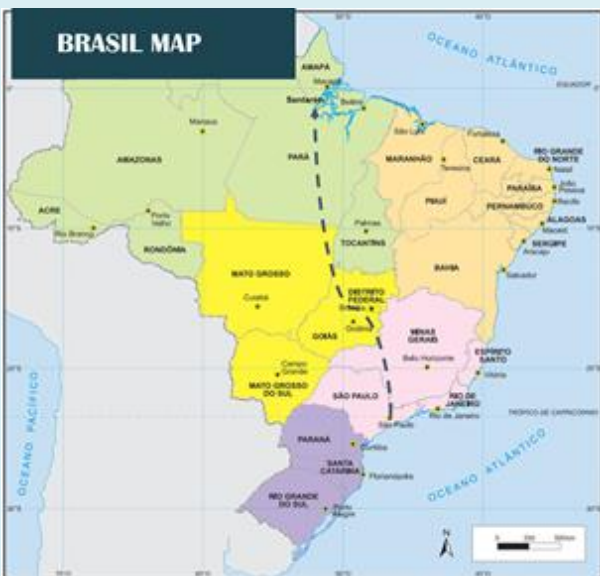 BRASIL MAP
OCEANO ATLÂNTICO
EQUADOR
AMAPÁ
Macapá
Santarém
Belém
Manaus
São Luís
Fortaleza
AMAZONAS
PARÁ
MARANHÃO
Teresina
CEARÁ
RIO GRANDE
DO NORTE
Natal
PARAÍBA
João
Pessoa
PIAUÍ
PERNAMBUCO
Recife
ACRE
Porto
Velho
Rio Branco
ALAGOAS
Maceió
Palmas
SERGIPE
Aracaju
RONDÔNIA
TOCANTINS
MATO GROSSO
BAHIA
Salvador
DISTRITO
FEDERAL
Cuiabá
Goiânia
GOIÁS
MINAS
GERAIS
Belo Horizonte
ESPÍRITO
SANTO
Vitória
Campo
Grande
MATO GROSSO
DO SUL
SÃO PAULO
RIO DE
JANEIRO
Rio de Janeiro
São Paulo
TRÓPICO DE CAPRICÓRNIO
PARANÁ
Curitiba
SANTA
CATARINA
Florianópolis
RIO GRANDE
DO SUL
Porto
Alegre
OCEANO PACÍFICO
OCEANO ATLÂNTICO
N
0